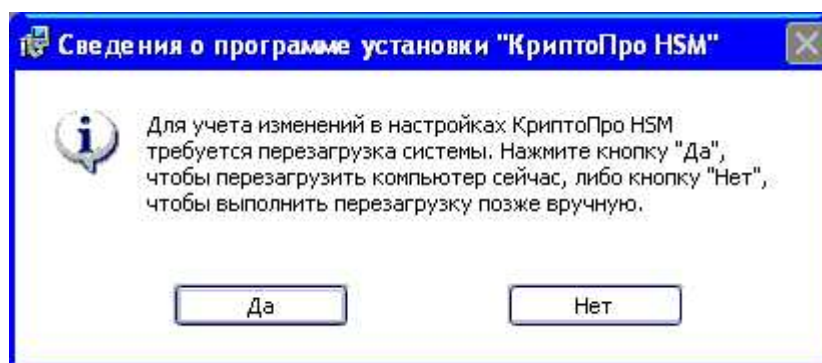 Сведения о программе установки "КриптоПро HSM"
Для учета изменений в настройках КриптоПро HSM
требуется перезагрузка системы. Нажмите кнопку "Да",
чтобы перезагрузить компьютер сейчас, либо кнопку "Нет",
чтобы выполнить перезагрузку позже вручную.
Да
Нет